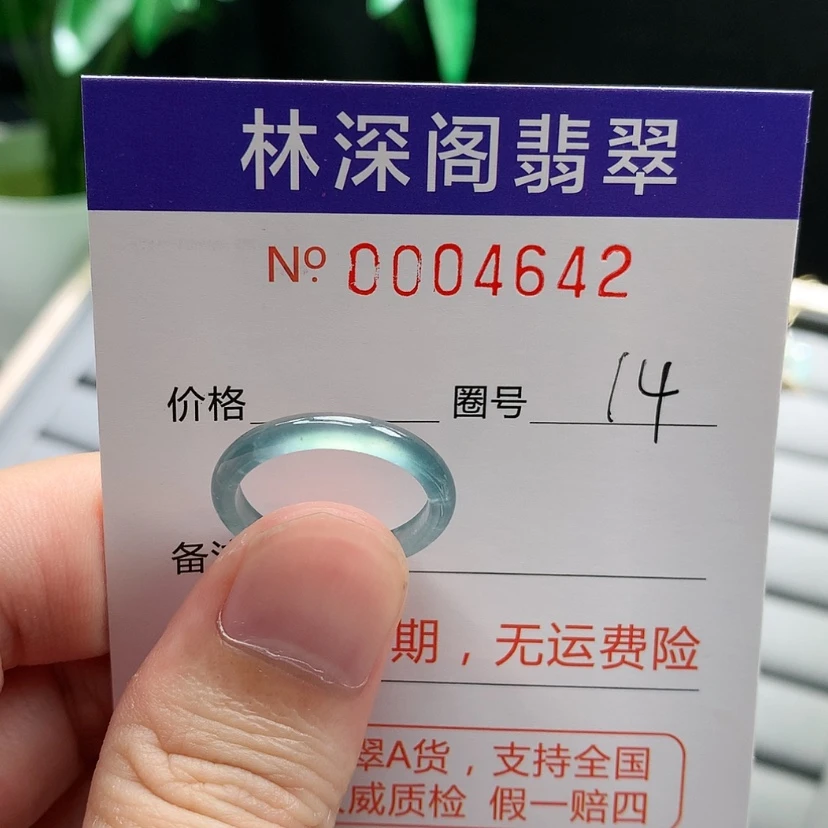 林深阁翡翠
No. 0004642
价格 圈号 14
备
期，无运费险
翠A货，支持全国
威质检 假一赔四